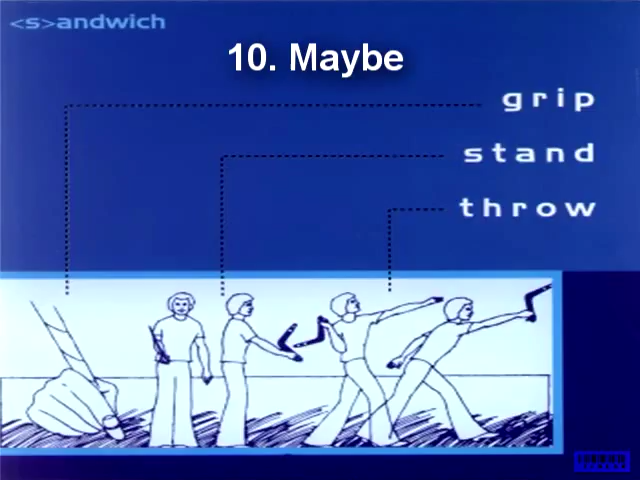 <s>andwich
10. Maybe
grip
stand
throw